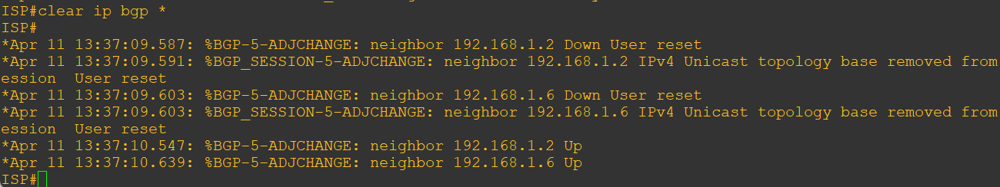 ISP#clear ip bgp *
ISP#
*Apr 11 13:37:09.587: %BGP-5-ADJCHANGE: neighbor 192.168.1.2 Down User reset
*Apr 11 13:37:09.591: %BGP_SESSION-5-ADJCHANGE: neighbor 192.168.1.2 IPv4 Unicast topology base removed from
ession  User reset
*Apr 11 13:37:09.603: %BGP-5-ADJCHANGE: neighbor 192.168.1.6 Down User reset
*Apr 11 13:37:09.603: %BGP_SESSION-5-ADJCHANGE: neighbor 192.168.1.6 IPv4 Unicast topology base removed from
ession  User reset
*Apr 11 13:37:10.547: %BGP-5-ADJCHANGE: neighbor 192.168.1.2 Up
*Apr 11 13:37:10.639: %BGP-5-ADJCHANGE: neighbor 192.168.1.6 Up
ISP#